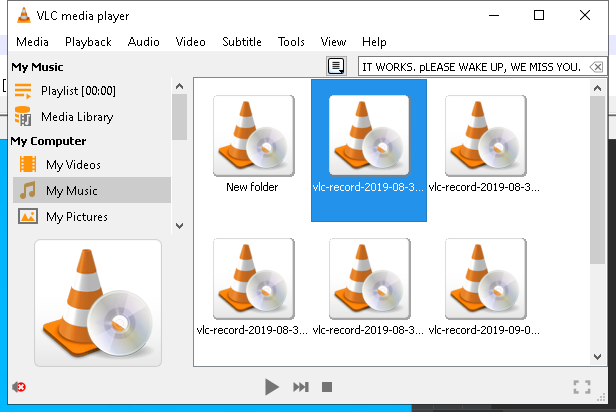 VLC media player
Media Playback Audio Video Subtitle Tools View Help
My Music
IT WORKS. pLEASE WAKE UP, WE MISS YOU.
Playlist [00:00]
Media Library
My Computer
My Videos
My Music
My Pictures
New folder
vlc-record-2019-08-3...
vlc-record-2019-08-3...
vlc-record-2019-08-3...
vlc-record-2019-08-3...
vlc-record-2019-09-0...